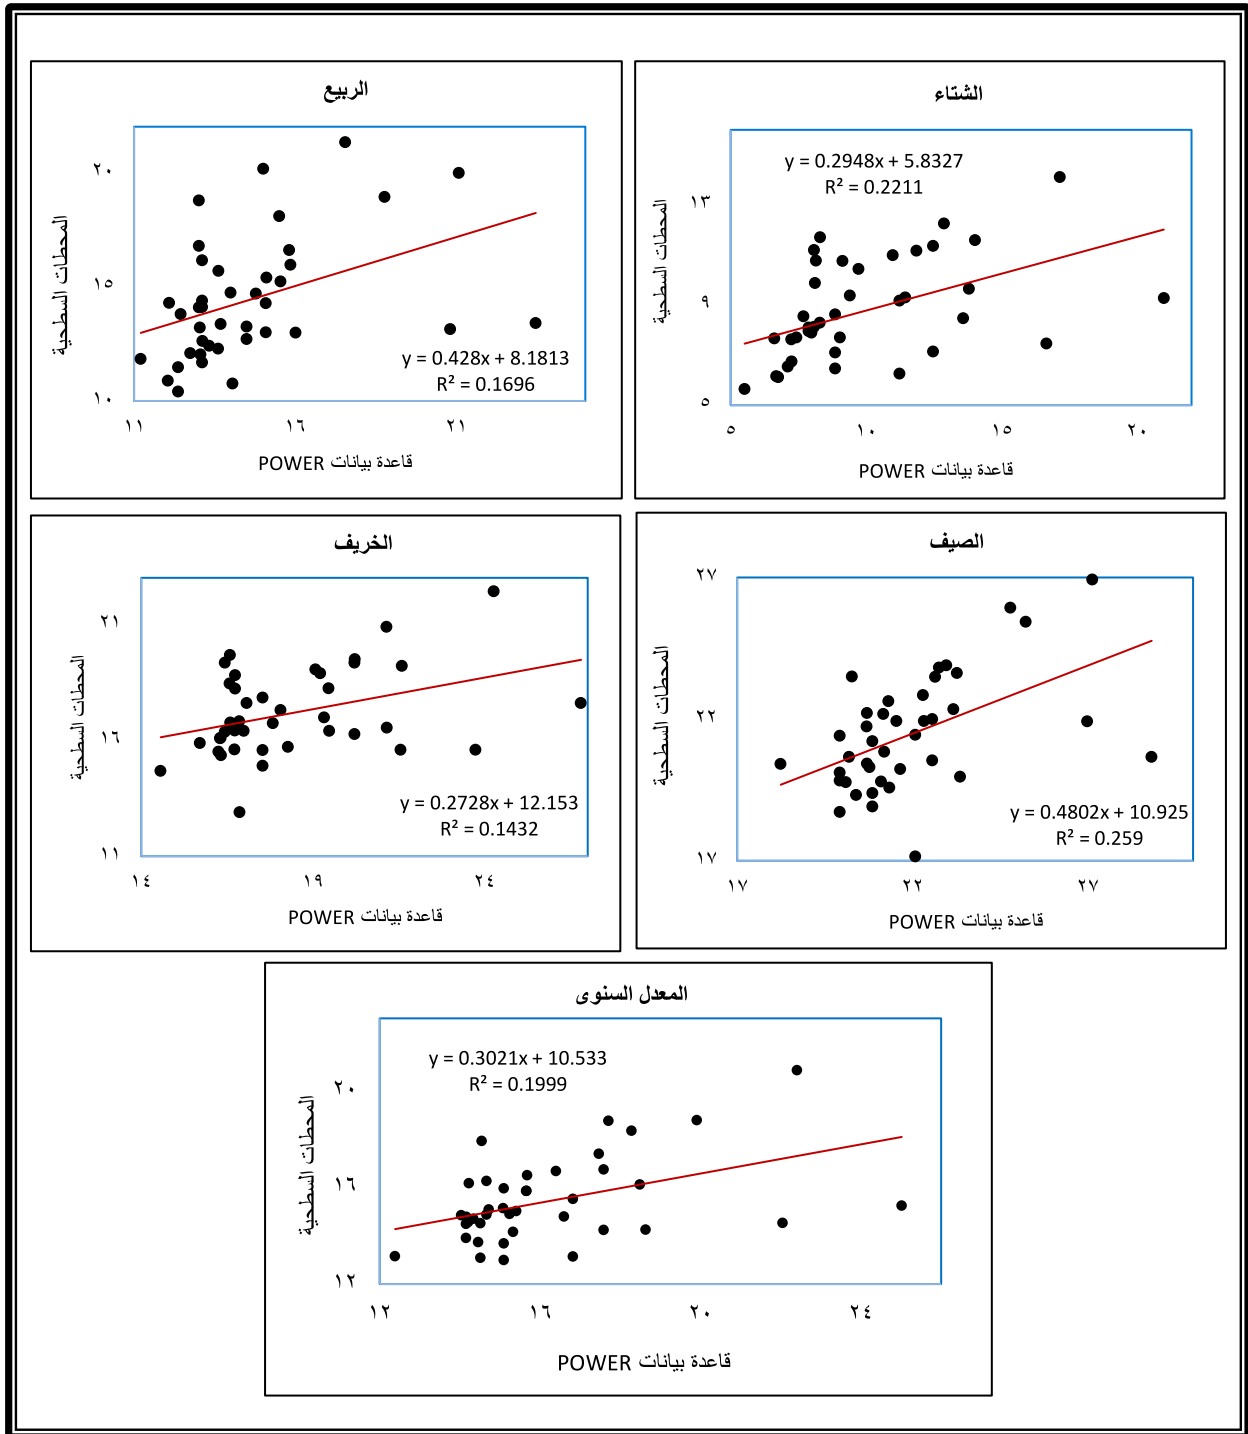 الشتاء
y = 0.2948x + 5.8327
R² = 0.2211
١٣
٩
٥
المحطات السطحية
٥ ١٠ ١٥ ٢٠
قاعدة بيانات POWER
الربيع
٢٠
١٥
١٠
المحطات السطحية
y = 0.428x + 8.1813
R² = 0.1696
١١ ١٦ ٢١
قاعدة بيانات POWER
الصيف
٢٧
٢٢
١٧
المحطات السطحية
y = 0.4802x + 10.925
R² = 0.259
١٧ ٢٢ ٢٧
قاعدة بيانات POWER
الخريف
٢١
١٦
١١
المحطات السطحية
y = 0.2728x + 12.153
R² = 0.1432
١٤ ١٩ ٢٤
قاعدة بيانات POWER
المعدل السنوى
y = 0.3021x + 10.533
R² = 0.1999
٢٠
١٦
١٢
المحطات السطحية
١٢ ١٦ ٢٠ ٢٤
قاعدة بيانات POWER